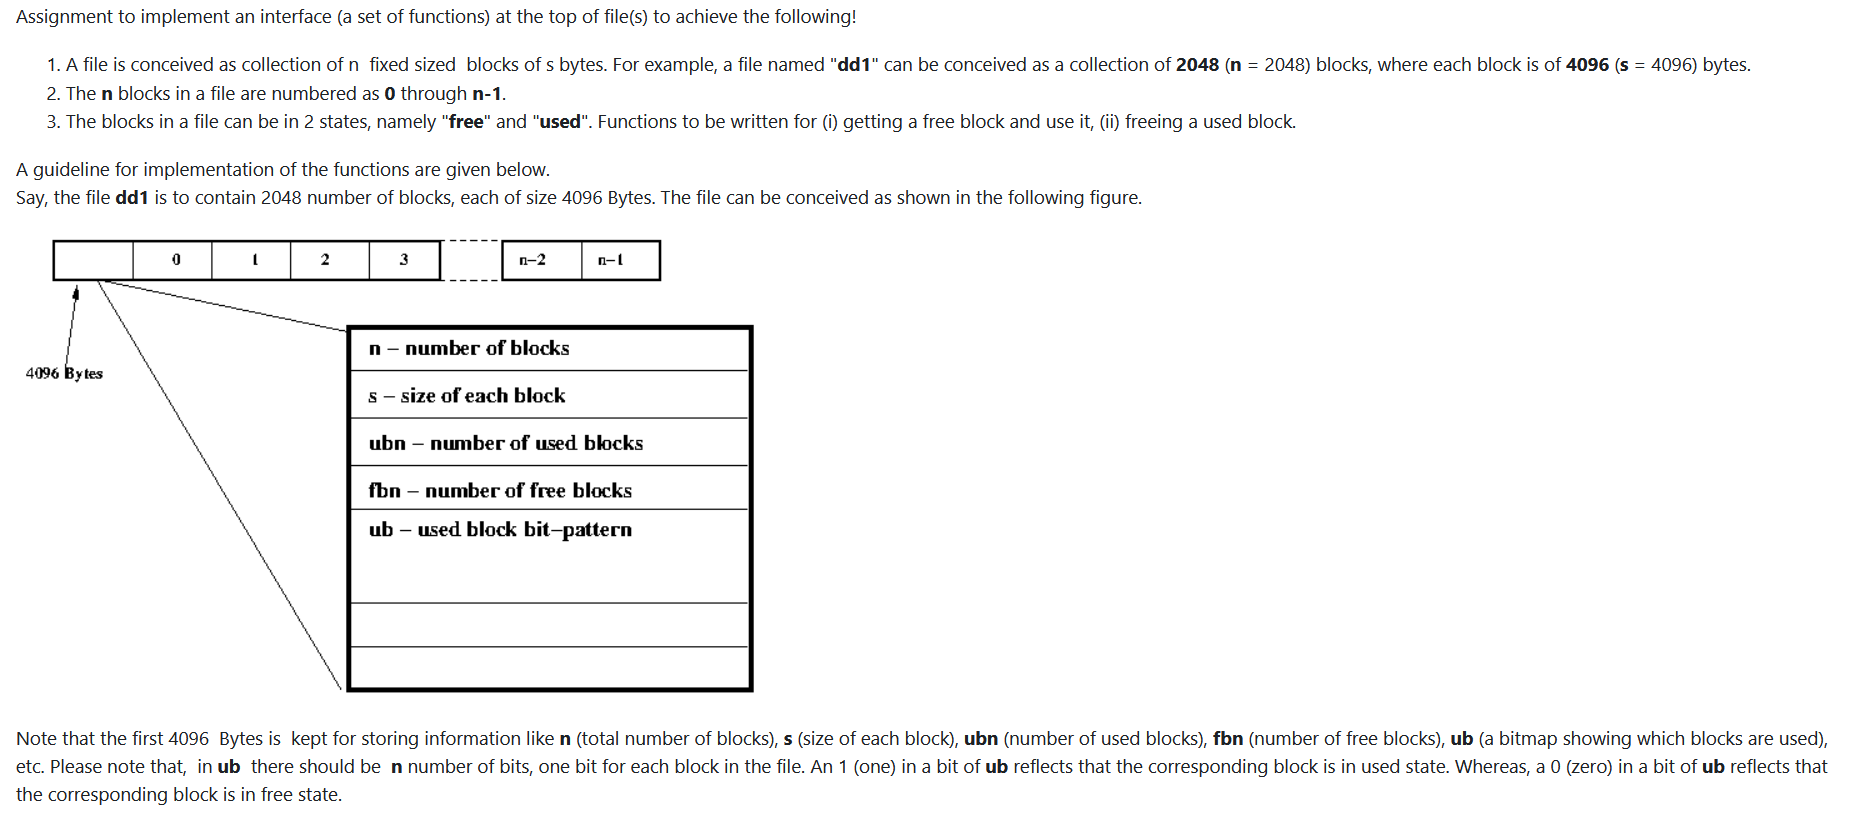 Assignment to implement an interface (a set of functions) at the top of file(s) to achieve the following!
1. A file is conceived as collection of n fixed sized blocks of s bytes. For example, a file named "dd1" can be conceived as a collection of 2048 (n = 2048) blocks, where each block is of 4096 (s = 4096) bytes.
2. The n blocks in a file are numbered as 0 through n-1.
3. The blocks in a file can be in 2 states, namely "free" and "used". Functions to be written for (i) getting a free block and use it, (ii) freeing a used block.
A guideline for implementation of the functions are given below.
Say, the file dd1 is to contain 2048 number of blocks, each of size 4096 Bytes. The file can be conceived as shown in the following figure.
0 1 2 3 n-2 n-1
n - number of blocks
4096 Bytes
s - size of each block
ubn - number of used blocks
fbn - number of free blocks
ub - used block bit-pattern
Note that the first 4096 Bytes is kept for storing information like n (total number of blocks), s (size of each block), ubn (number of used blocks), fbn (number of free blocks), ub (a bitmap showing which blocks are used),
etc. Please note that, in ub there should be n number of bits, one bit for each block in the file. An 1 (one) in a bit of ub reflects that the corresponding block is in used state. Whereas, a 0 (zero) in a bit of ub reflects that
the corresponding block is in free state.